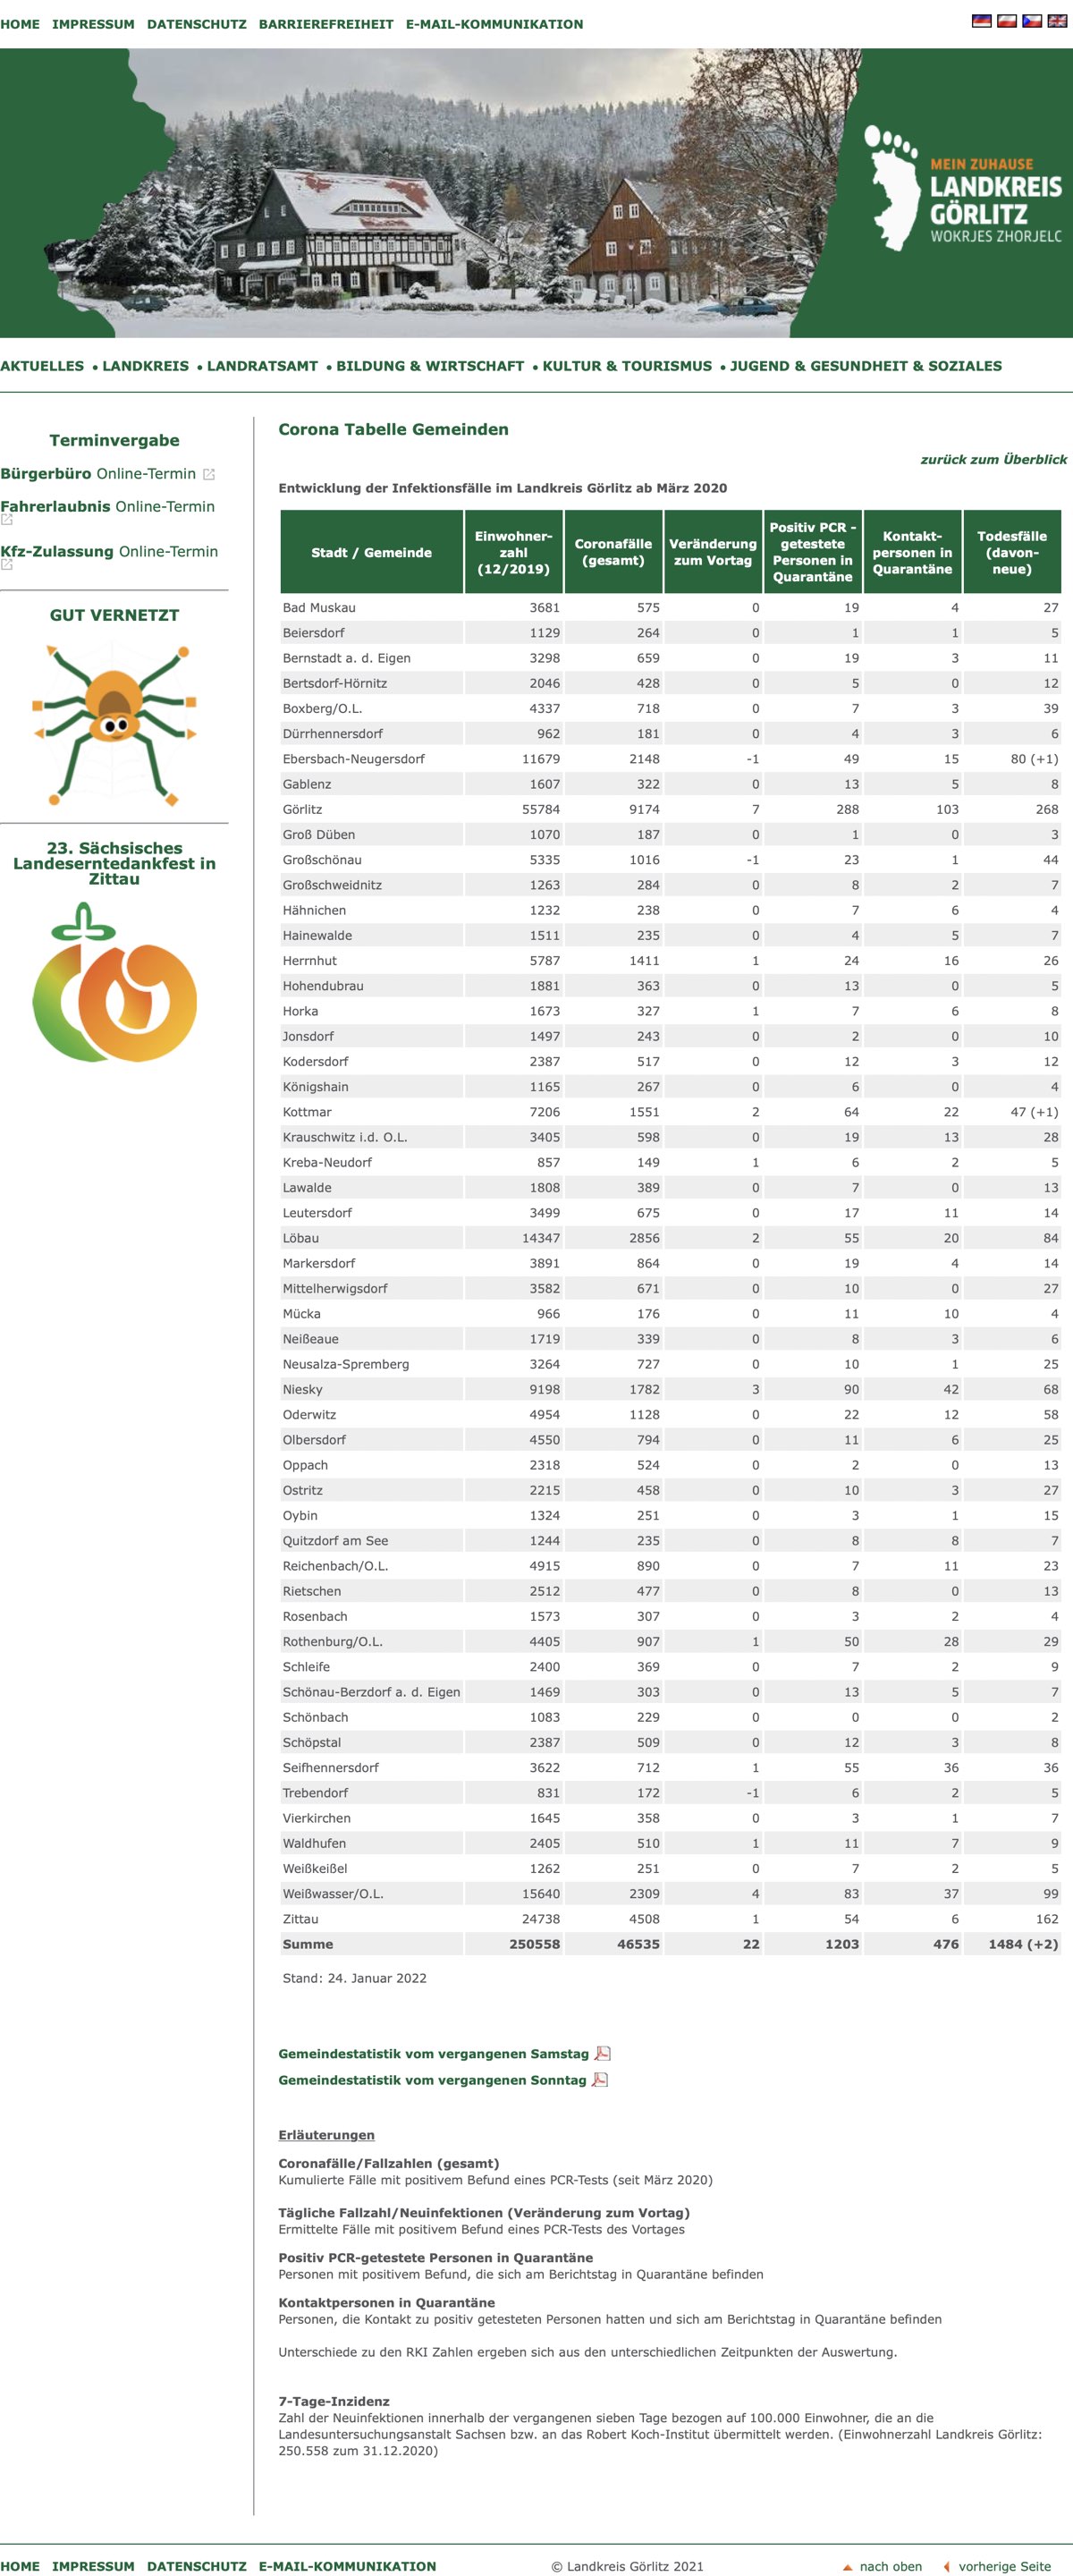 HOME IMPRESSUM DATENSCHUTZ BARRIEREFREIHEIT E-MAIL-KOMMUNIKATION
MEIN ZUHAUSE
LANDKREIS
GÖRLITZ
WOKRJES ZHORJELC
AKTUELLES • LANDKREIS • LANDRATSAMT • BILDUNG & WIRTSCHAFT • KULTUR & TOURISMUS • JUGEND & GESUNDHEIT & SOZIALES
Terminvergabe
Bürgerbüro Online-Termin
Fahrerlaubnis Online-Termin
Kfz-Zulassung Online-Termin
GUT VERNETZT
23. Sächsisches
Landeserntedankfest in
Zittau
Corona Tabelle Gemeinden
zurück zum Überblick
Entwicklung der Infektionsfälle im Landkreis Görlitz ab März 2020
Stadt / Gemeinde Einwohner-zahl (12/2019) Coronafälle (gesamt) Veränderung zum Vortag Positiv PCR - getestete Personen in Quarantäne Kontakt-personen in Quarantäne Todesfälle (davon-neue)
Bad Muskau 3681 575 0 19 4 27
Beiersdorf 1129 264 0 1 1 5
Bernstadt a. d. Eigen 3298 659 0 19 3 11
Bertsdorf-Hörnitz 2046 428 0 5 0 12
Boxberg/O.L. 4337 718 0 7 3 39
Dürrhennersdorf 962 181 0 4 3 6
Ebersbach-Neugersdorf 11679 2148 -1 49 15 80 (+1)
Gablenz 1607 322 0 13 5 8
Görlitz 55784 9174 7 288 103 268
Groß Düben 1070 187 0 1 0 3
Großschönau 5335 1016 -1 23 1 44
Großschweidnitz 1263 284 0 8 2 7
Hähnichen 1232 238 0 7 6 4
Hainewalde 1511 235 0 4 5 7
Herrnhut 5787 1411 1 24 16 26
Hohendubrau 1881 363 0 13 0 5
Horka 1673 327 1 7 6 8
Jonsdorf 1497 243 0 2 0 10
Kodersdorf 2387 517 0 12 3 12
Königshain 1165 267 0 6 0 4
Kottmar 7206 1551 2 64 22 47 (+1)
Krauschwitz i.d. O.L. 3405 598 0 19 13 28
Kreba-Neudorf 857 149 1 6 2 5
Lawalde 1808 389 0 7 0 13
Leutersdorf 3499 675 0 17 11 14
Löbau 14347 2856 2 55 20 84
Markersdorf 3891 864 0 19 4 14
Mittelherwigsdorf 3582 671 0 10 0 27
Mücka 966 176 0 11 10 4
Neißeaue 1719 339 0 8 3 6
Neusalza-Spremberg 3264 727 0 10 1 25
Niesky 9198 1782 3 90 42 68
Oderwitz 4954 1128 0 22 12 58
Olbersdorf 4550 794 0 11 6 25
Oppach 2318 524 0 2 0 13
Ostritz 2215 458 0 10 3 27
Oybin 1324 251 0 3 1 15
Quitzdorf am See 1244 235 0 8 8 7
Reichenbach/O.L. 4915 890 0 7 11 23
Rietschen 2512 477 0 8 0 13
Rosenbach 1573 307 0 3 2 4
Rothenburg/O.L. 4405 907 1 50 28 29
Schleife 2400 369 0 7 2 9
Schönau-Berzdorf a. d. Eigen 1469 303 0 13 5 7
Schönbach 1083 229 0 0 0 2
Schöpstal 2387 509 0 12 3 8
Seifhennersdorf 3622 712 1 55 36 36
Trebendorf 831 172 -1 6 2 5
Vierkirchen 1645 358 0 3 1 7
Waldhufen 2405 510 1 11 7 9
Weißkeißel 1262 251 0 7 2 5
Weißwasser/O.L. 15640 2309 4 83 37 99
Zittau 24738 4508 1 54 6 162
Summe 250558 46535 22 1203 476 1484 (+2)
Stand: 24. Januar 2022
Gemeindestatistik vom vergangenen Samstag
Gemeindestatistik vom vergangenen Sonntag
Erläuterungen
Coronafälle/Fallzahlen (gesamt)
Kumulierte Fälle mit positivem Befund eines PCR-Tests (seit März 2020)
Tägliche Fallzahl/Neuinfektionen (Veränderung zum Vortag)
Ermittelte Fälle mit positivem Befund eines PCR-Tests des Vortages
Positiv PCR-getestete Personen in Quarantäne
Personen mit positivem Befund, die sich am Berichtstag in Quarantäne befinden
Kontaktpersonen in Quarantäne
Personen, die Kontakt zu positiv getesteten Personen hatten und sich am Berichtstag in Quarantäne befinden
Unterschiede zu den RKI Zahlen ergeben sich aus den unterschiedlichen Zeitpunkten der Auswertung.
7-Tage-Inzidenz
Zahl der Neuinfektionen innerhalb der vergangenen sieben Tage bezogen auf 100.000 Einwohner, die an die
Landesuntersuchungsanstalt Sachsen bzw. an das Robert Koch-Institut übermittelt werden. (Einwohnerzahl Landkreis Görlitz:
250.558 zum 31.12.2020)
HOME IMPRESSUM DATENSCHUTZ E-MAIL-KOMMUNIKATION © Landkreis Görlitz 2021 nach oben vorherige Seite